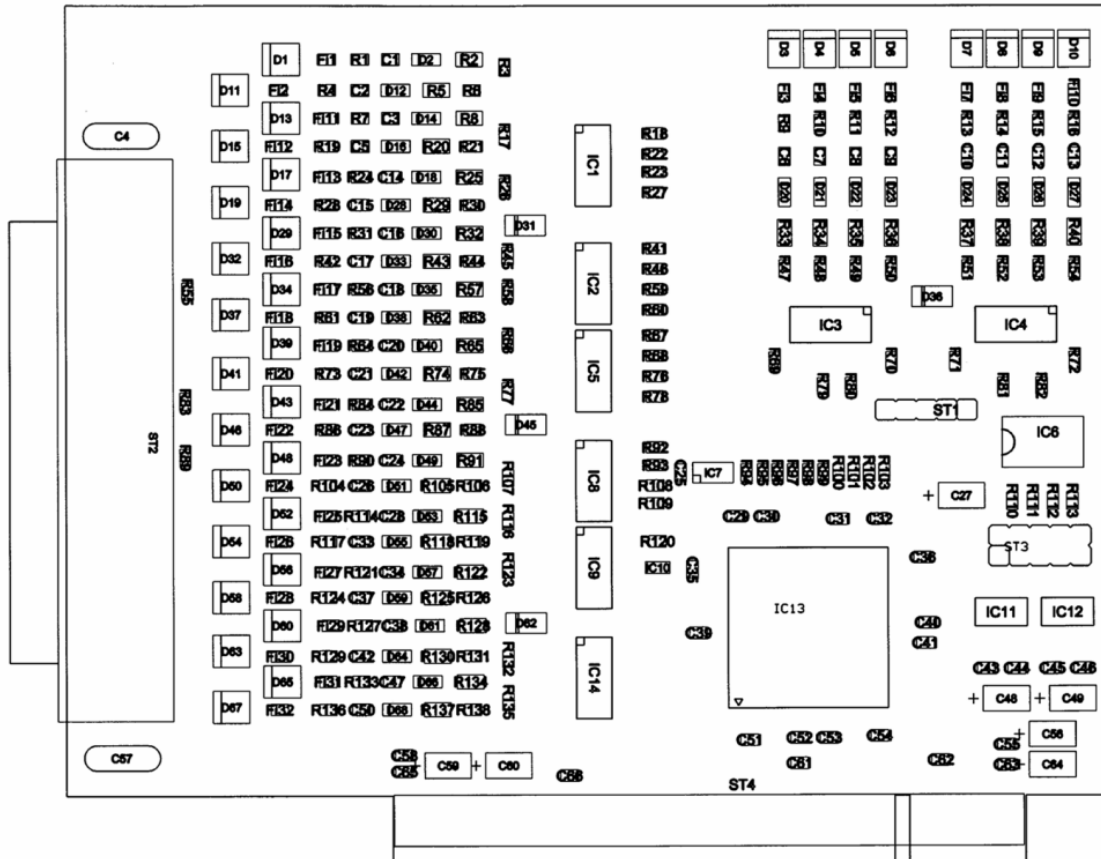 D1 FI1 R1 C1 D2 R2 R3
D11 FI2 R4 C2 D12 R5 R6
D13 FI11 R7 C3 D14 R8
C4
D15 FI12 R19 C5 D16 R20 R21 R17
D17 FI13 R24 C14 D18 R25 R26
D19 FI14 R28 C15 D28 R29 R30
D29 FI15 R31 C16 D30 R32 D31
D32 FI16 R42 C17 D33 R43 R44 R45
D34 FI17 R56 C18 D35 R57 R58
R55
D37 FI18 R61 C19 D38 R62 R63
D39 FI19 R64 C20 D40 R65 R66
D41 FI20 R73 C21 D42 R74 R75
D43 FI21 R84 C22 D44 R85 R77
R83
D46 FI22 R86 C23 D47 R87 R88 D45
ST2 R89
D48 FI23 R90 C24 D49 R91
D50 FI24 R104 C26 D51 R105 R106 R107
D52 FI25 R114 C28 D53 R115 R116
D54 FI26 R117 C33 D55 R118 R119
D56 FI27 R121 C34 D57 R122 R123
D58 FI28 R124 C37 D59 R125 R126
D60 FI29 R127 C38 D61 R128 D62
D63 FI30 R129 C42 D64 R130 R131 R132
D65 FI31 R133 C47 D66 R134 R135
D67 FI32 R136 C50 D68 R137 R138
C57
C58
C65 + C59 + C60
C66
IC1
R18
R22
R23
R27
IC2
R41
R46
R59
R60
IC5
R67
R68
R76
R78
IC8
R92
R93
R108
R109
IC9
R120
IC10
IC14
D3 D4 D5 D6 D7 D8 D9 D10
FI3 FI4 FI5 FI6 FI7 FI8 FI9 FI10
R9 R10 R11 R12 R13 R14 R15 R16
C6 C7 C8 C9 C10 C11 C12 C13
D20 D21 D22 D23 D24 D25 D26 D27
R33 R34 R35 R36 R37 R38 R39 R40
R47 R48 R49 R50 R51 R52 R53 R54
D36
IC3 IC4
R69 R70 R71 R72
R79 R80 R81 R82
ST1
IC6
C25 IC7 R94 R95 R96 R97 R98 R99 R100 R101 R102 R103
+ C27 R110 R111 R112 R113
C29 C30 C31 C32
ST3
C35 C36
IC13
IC11 IC12
C39 C40
C41
C43 C44 C45 C46
+ C48 + C49
C51 C52 C53 C54 C55 + C56
C61 C62 C63 + C64
ST4